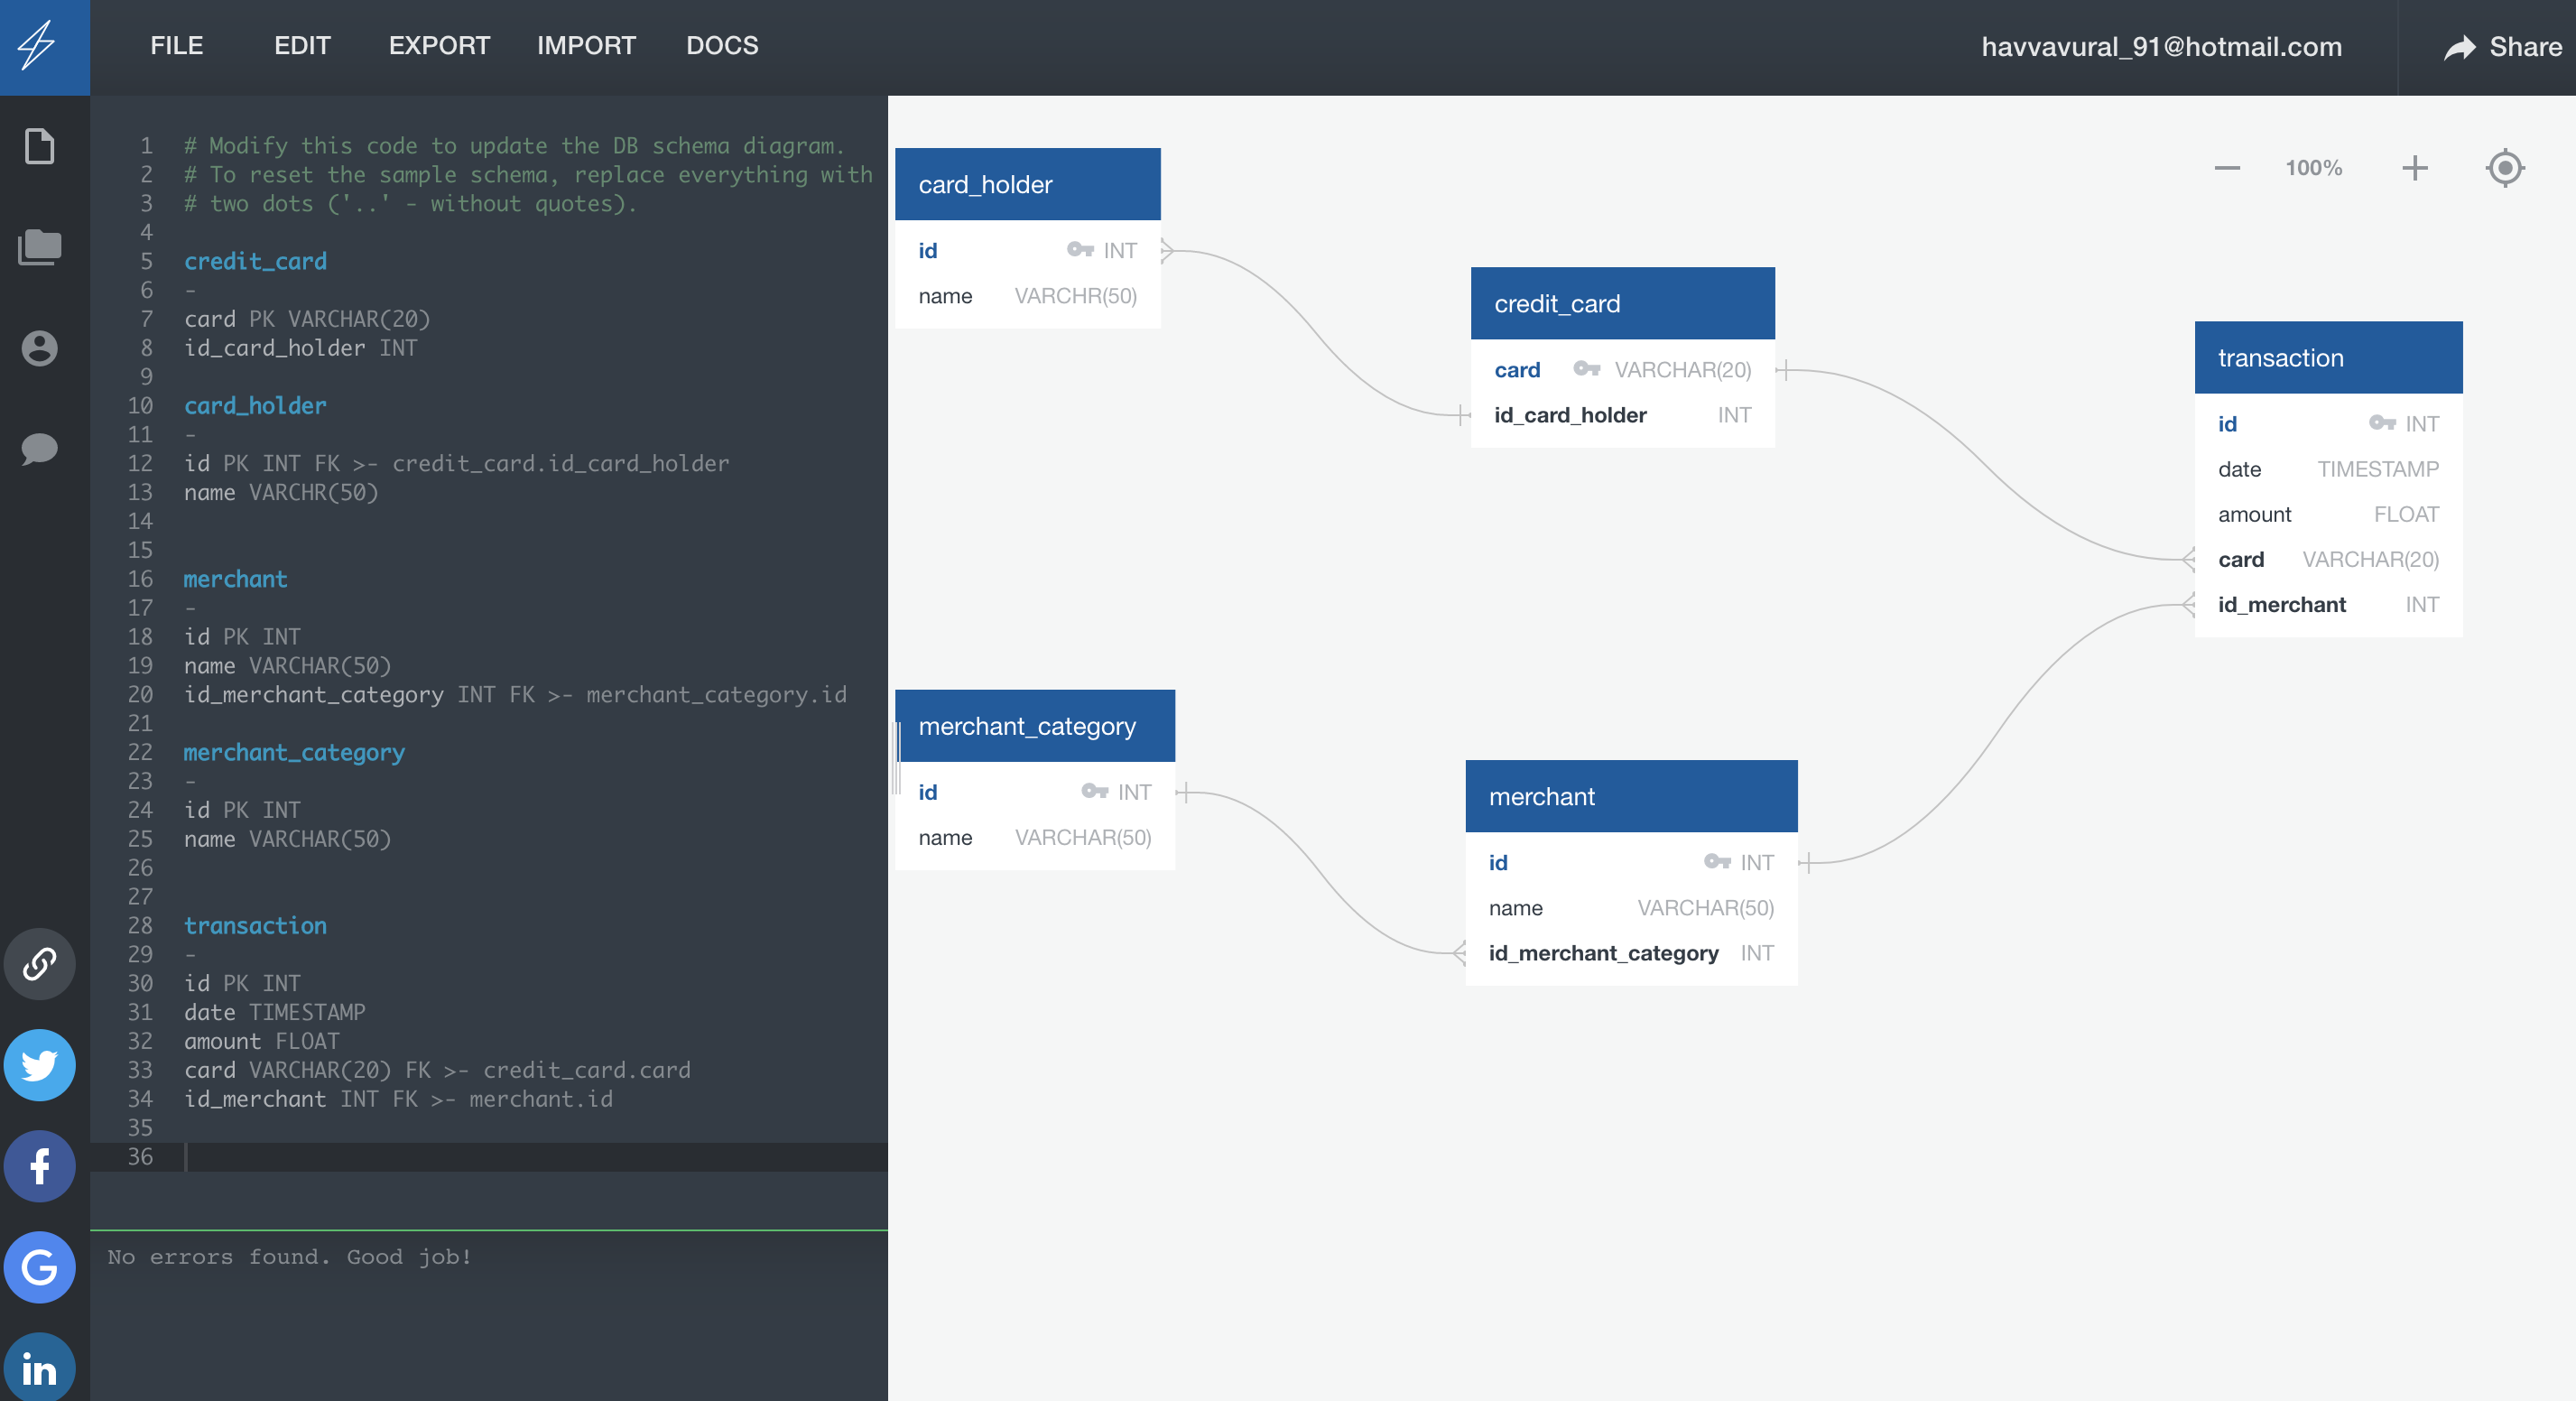 FILE EDIT EXPORT IMPORT DOCS havvavural_91@hotmail.com Share
1 # Modify this code to update the DB schema diagram.
2 # To reset the sample schema, replace everything with
3 # two dots ('..' - without quotes).
4
5 credit_card
6 -
7 card PK VARCHAR(20)
8 id_card_holder INT
9
10 card_holder
11 -
12 id PK INT FK >- credit_card.id_card_holder
13 name VARCHR(50)
14
15
16 merchant
17 -
18 id PK INT
19 name VARCHAR(50)
20 id_merchant_category INT FK >- merchant_category.id
21
22 merchant_category
23 -
24 id PK INT
25 name VARCHAR(50)
26
27
28 transaction
29 -
30 id PK INT
31 date TIMESTAMP
32 amount FLOAT
33 card VARCHAR(20) FK >- credit_card.card
34 id_merchant INT FK >- merchant.id
35
36
No errors found. Good job!
100%
card_holder
id INT
name VARCHR(50)
credit_card
card VARCHAR(20)
id_card_holder INT
transaction
id INT
date TIMESTAMP
amount FLOAT
card VARCHAR(20)
id_merchant INT
merchant_category
id INT
name VARCHAR(50)
merchant
id INT
name VARCHAR(50)
id_merchant_category INT